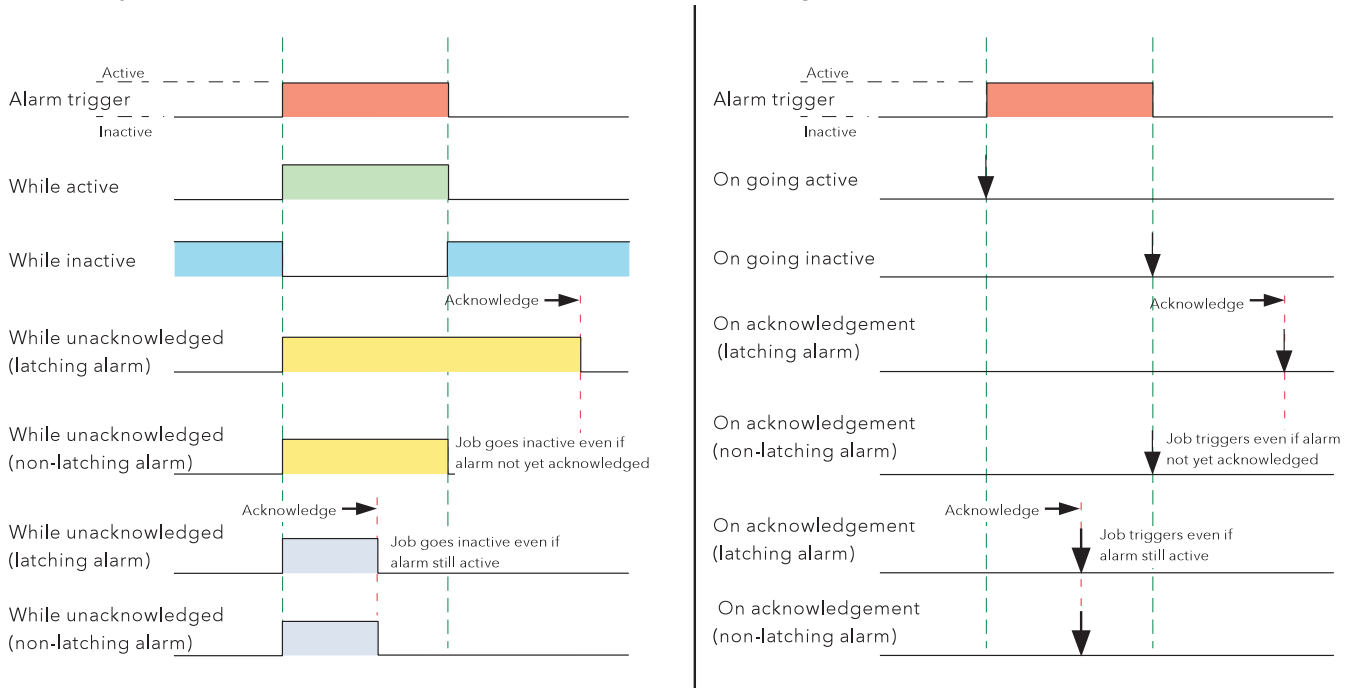 Active
Alarm trigger
Inactive
While active
While inactive
Acknowledge
While unacknowledged
(latching alarm)
While unacknowledged
(non-latching alarm)
Job goes inactive even if
alarm not yet acknowledged
Acknowledge
While unacknowledged
(latching alarm)
Job goes inactive even if
alarm still active
While unacknowledged
(non-latching alarm)
Active
Alarm trigger
Inactive
On going active
On going inactive
Acknowledge
On acknowledgement
(latching alarm)
On acknowledgement
(non-latching alarm)
Job triggers even if alarm
not yet acknowledged
Acknowledge
On acknowledgement
(latching alarm)
Job triggers even if
alarm still active
On acknowledgement
(non-latching alarm)